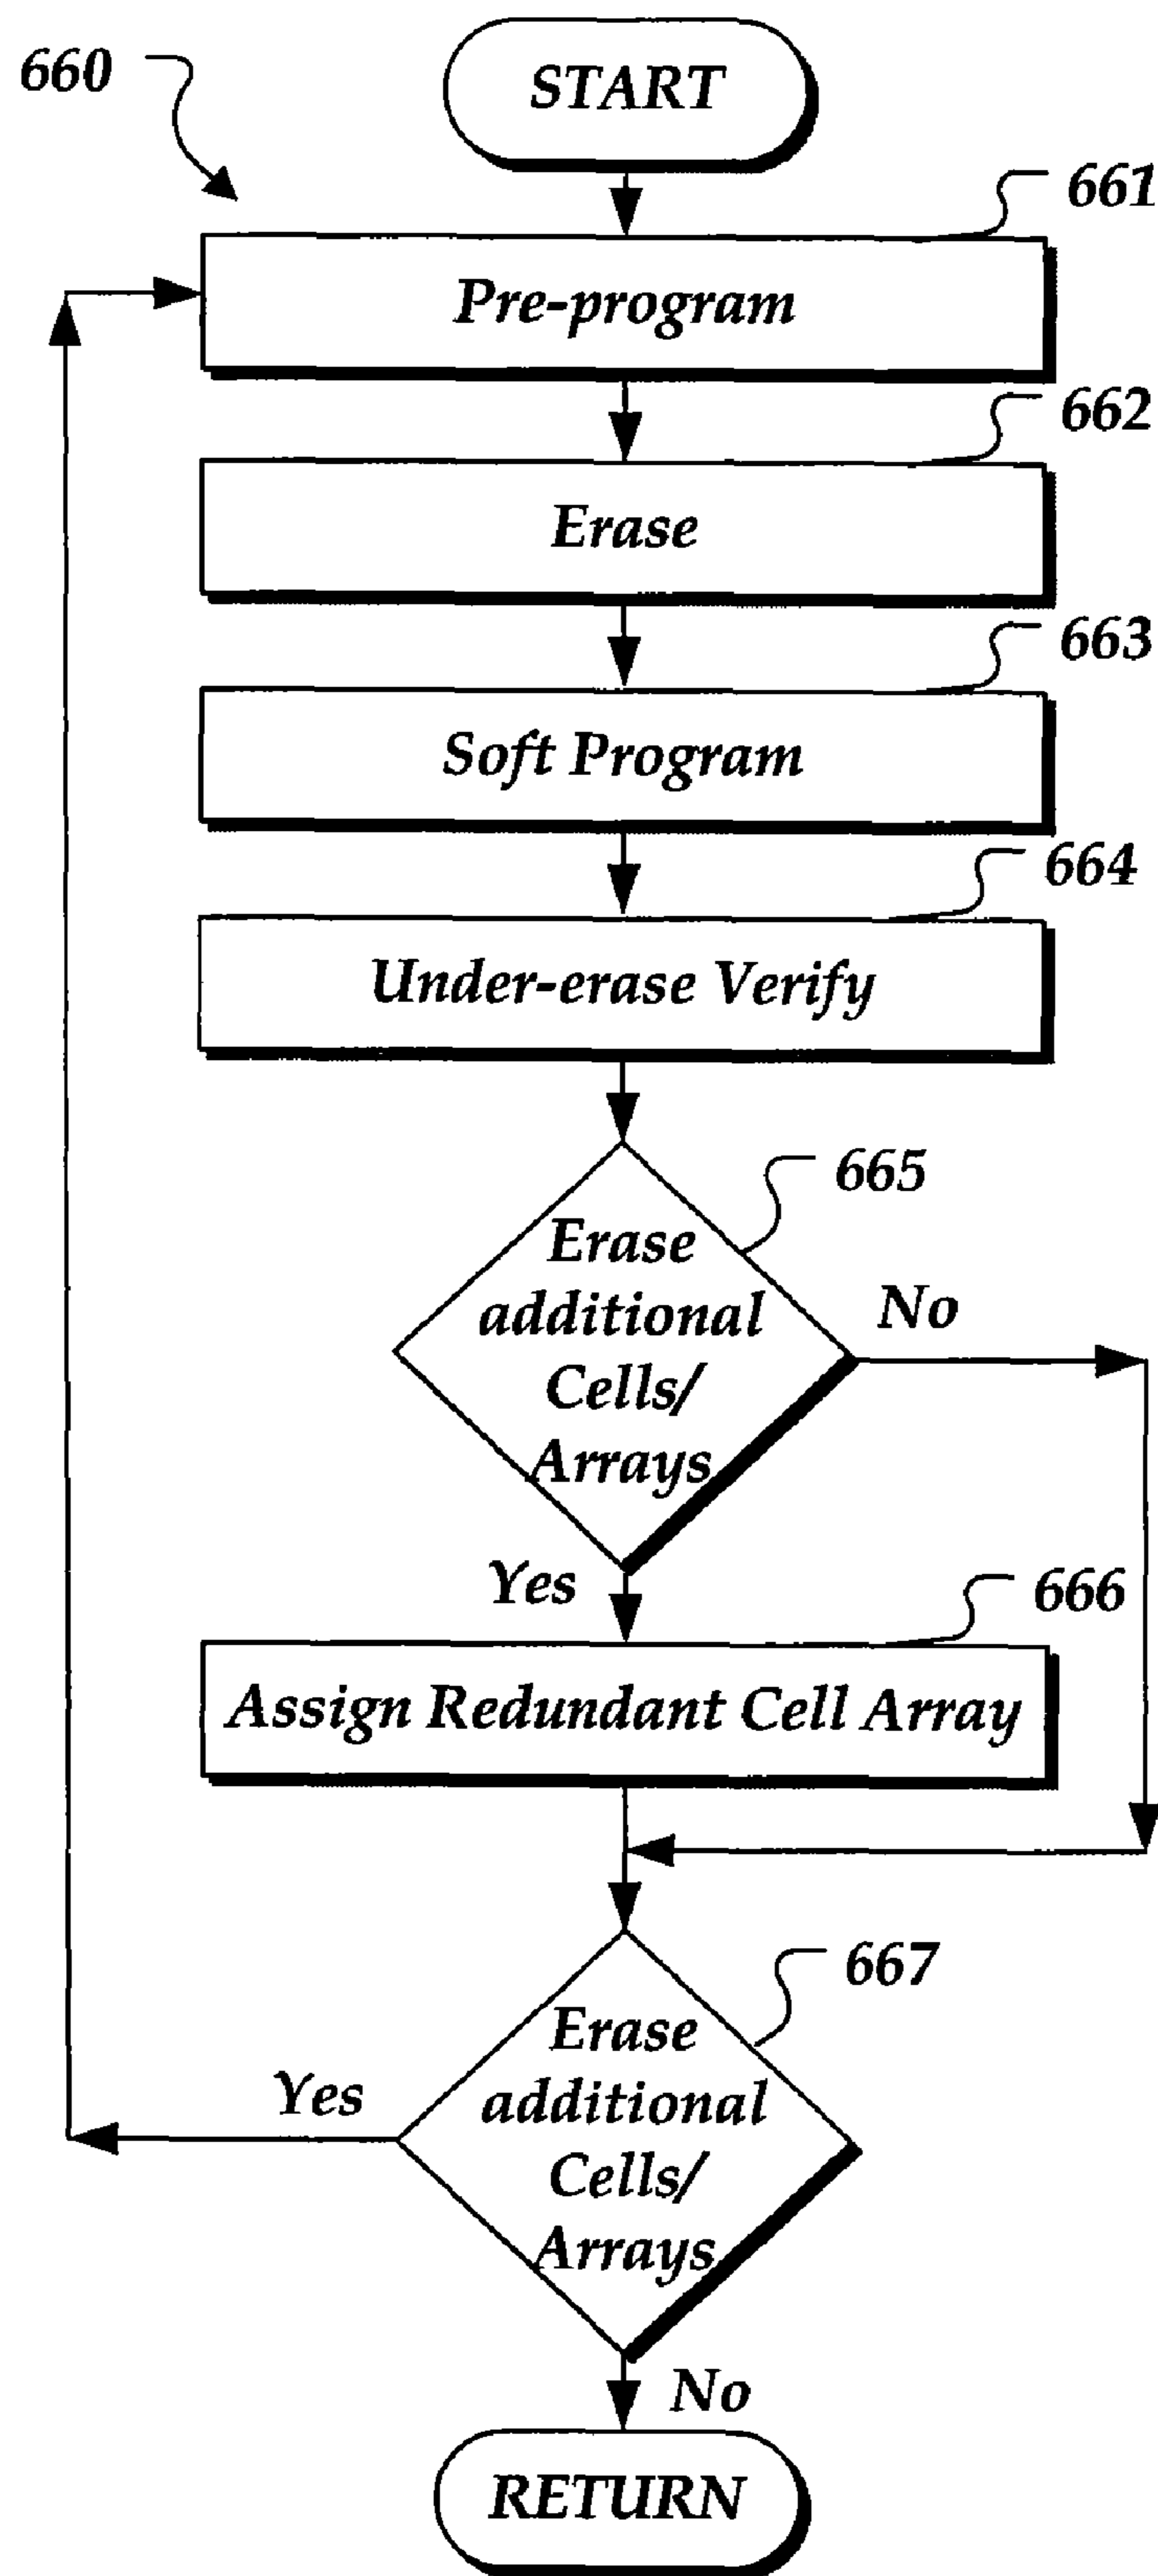 660
START
661
Pre-program
662
Erase
663
Soft Program
664
Under-erase Verify
665
Erase
additional
Cells/
Arrays
No
Yes
666
Assign Redundant Cell Array
667
Erase
additional
Cells/
Arrays
Yes
No
RETURN